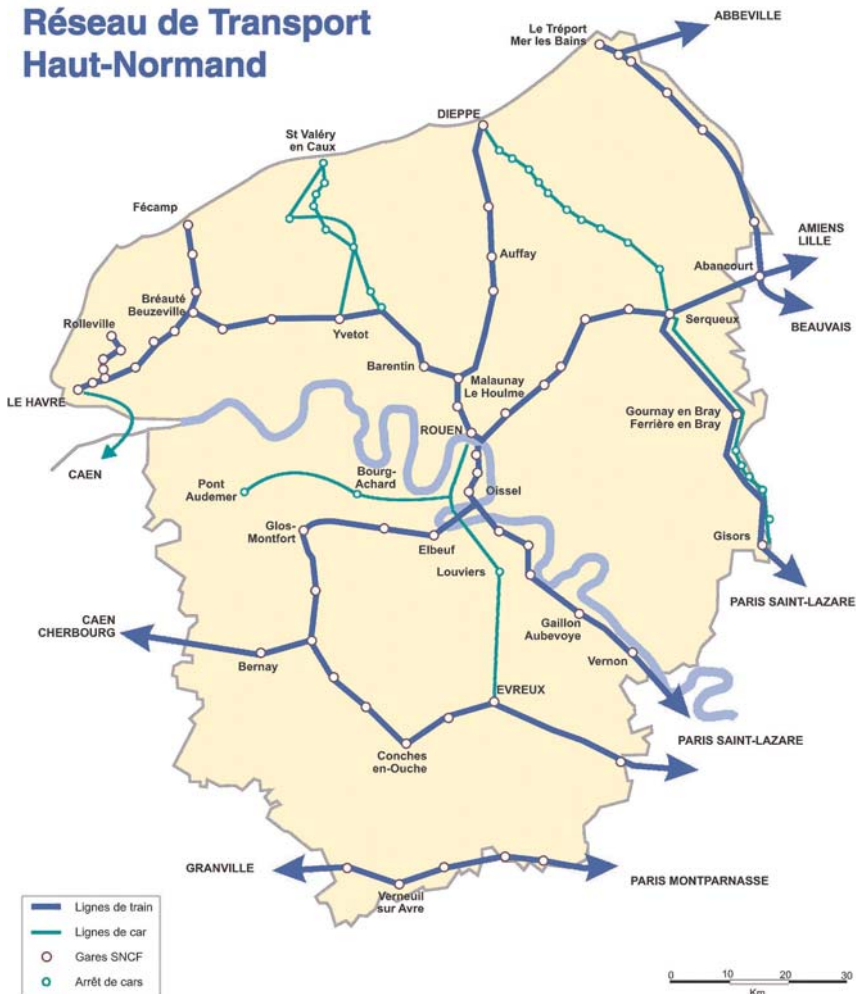 Réseau de Transport
Haut-Normand
ABBEVILLE
Le Tréport
Mer les Bains
DIEPPE
St Valéry
en Caux
Fécamp
AMIENS
LILLE
Auffay
Abancourt
Bréauté
Beuzeville
Rolleville
Serqueux
BEAUVAIS
Yvetot
Barentin
Malaunay
Le Houlme
LE HAVRE
Gournay en Bray
Ferrière en Bray
ROUEN
CAEN
Bourg-
Achard
Pont
Audemer
Oissel
Glos-
Montfort
Elbeuf
Gisors
Louviers
PARIS SAINT-LAZARE
CAEN
CHERBOURG
Gaillon
Aubevoye
Bernay
Vernon
EVREUX
PARIS SAINT-LAZARE
Conches
en-Ouche
GRANVILLE
PARIS MONTPARNASSE
Verneuil
sur Avre
Lignes de train
Lignes de car
Gares SNCF
Arrêt de cars
0 10 20 30
Km